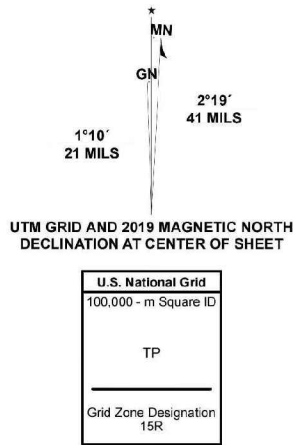 MN
GN
2°19´
41 MILS
1°10´
21 MILS
UTM GRID AND 2019 MAGNETIC NORTH
DECLINATION AT CENTER OF SHEET
U.S. National Grid
100,000 - m Square ID
TP
Grid Zone Designation
15R